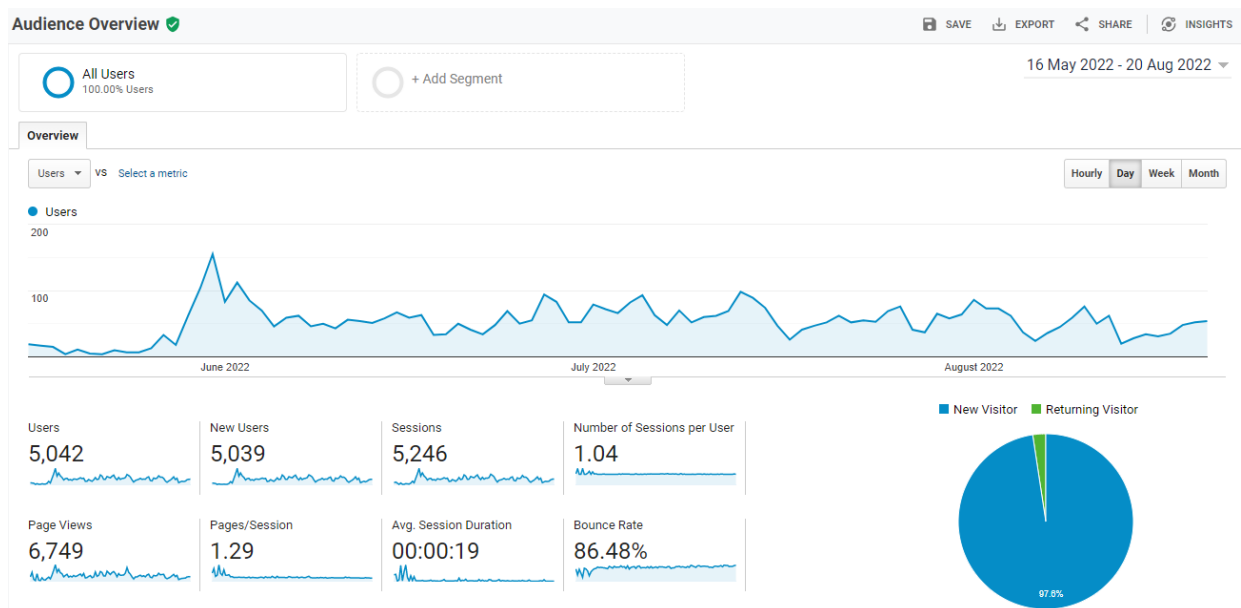 Audience Overview
SAVE EXPORT SHARE INSIGHTS
All Users
100.00% Users
+ Add Segment
16 May 2022 - 20 Aug 2022
Overview
Users VS Select a metric
Hourly Day Week Month
Users
200
100
June 2022 July 2022 August 2022
New Visitor Returning Visitor
Users New Users Sessions Number of Sessions per User
5,042 5,039 5,246 1.04
Page Views Pages/Session Avg. Session Duration Bounce Rate
6,749 1.29 00:00:19 86.48%
97.6%